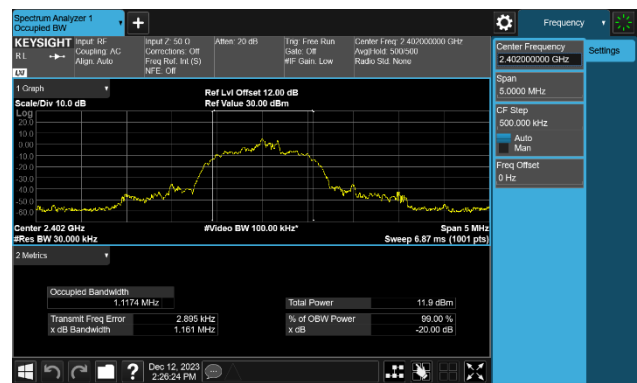 Spectrum Analyzer 1
Occupied BW
+
Frequency
KEYSIGHT Input: RF Input Z: 50 Ω Atten: 20 dB Trig: Free Run Center Freq: 2.402000000 GHz
RL Coupling: AC Corrections: Off Gate: Off Avg|Hold: 500/500
Align: Auto Freq Ref: Int (S) #IF Gain: Low Radio Std: None
LXI NFE: Off
Center Frequency
2.402000000 GHz
Settings
Span
5.0000 MHz
CF Step
500.000 kHz
Auto
Man
Freq Offset
0 Hz
1 Graph
Ref Lvl Offset 12.00 dB
Scale/Div 10.0 dB Ref Value 30.00 dBm
Log
20.0
10.0
0.00
-10.0
-20.0
-30.0
-40.0
-50.0
-60.0
Center 2.402 GHz #Video BW 100.00 kHz* Span 5 MHz
#Res BW 30.000 kHz Sweep 6.87 ms (1001 pts)
2 Metrics
Occupied Bandwidth
1.1174 MHz Total Power 11.9 dBm
Transmit Freq Error 2.895 kHz % of OBW Power 99.00 %
x dB Bandwidth 1.161 MHz x dB -20.00 dB
? Dec 12, 2023
2:26:24 PM